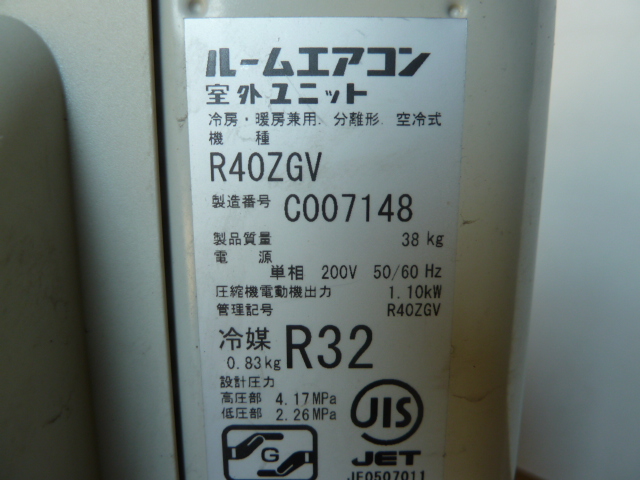 ルームエアコン
室外ユニット
冷房・暖房兼用、分離形、空冷式
機 種
R40ZGV
製造番号 C007148
製品質量 38 kg
電 源
単相 200V 50/60 Hz
圧縮機電動機出力 1.10kW
管理記号 R40ZGV
冷媒 R32
0.83kg
設計圧力
高圧部 4.17MPa
低圧部 2.26MPa
JIS
G
JET
JE0507011